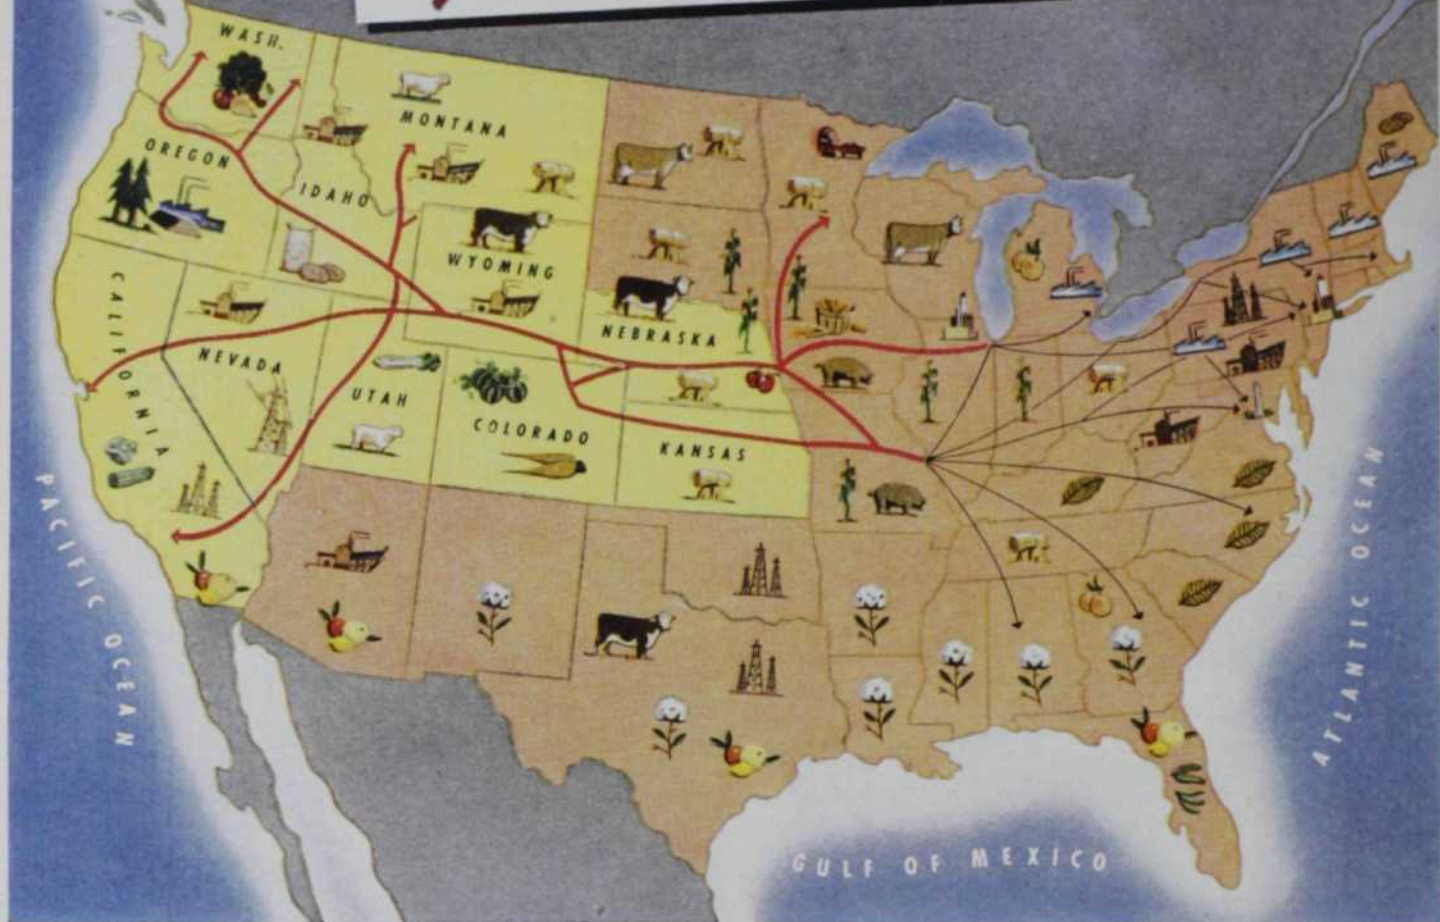 WASH.
MONTANA
OREGON
IDAHO
WYOMING
CALIFORNIA
NEBRASKA
NEVADA
UTAH
COLORADO
KANSAS
PACIFIC OCEAN
ATLANTIC OCEAN
GULF OF MEXICO